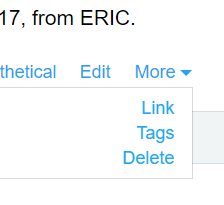 17, from ERIC.
thetical Edit More
Link
Tags
Delete